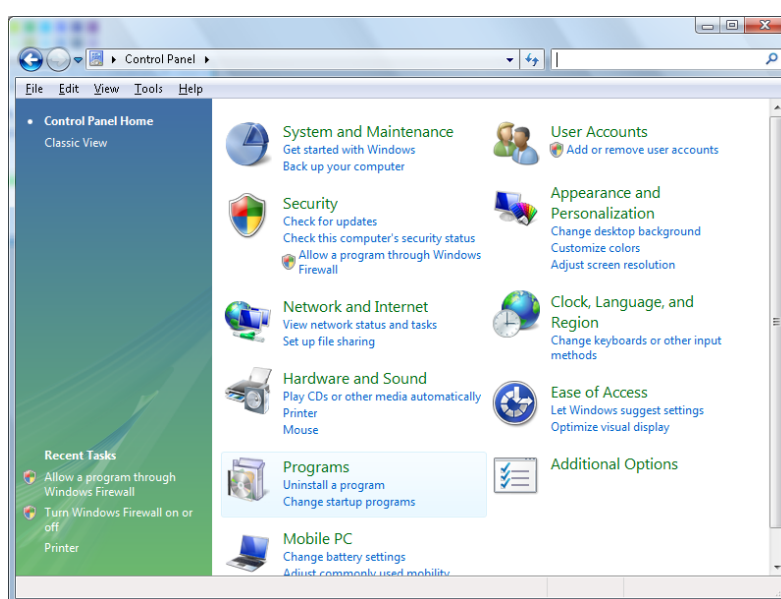 Control Panel
File Edit View Tools Help
Control Panel Home
Classic View
Recent Tasks
Allow a program through
Windows Firewall
Turn Windows Firewall on or
off
Printer
System and Maintenance
Get started with Windows
Back up your computer
Security
Check for updates
Check this computer's security status
Allow a program through Windows
Firewall
Network and Internet
View network status and tasks
Set up file sharing
Hardware and Sound
Play CDs or other media automatically
Printer
Mouse
Programs
Uninstall a program
Change startup programs
Mobile PC
Change battery settings
Adjust commonly used mobility
User Accounts
Add or remove user accounts
Appearance and
Personalization
Change desktop background
Customize colors
Adjust screen resolution
Clock, Language, and
Region
Change keyboards or other input
methods
Ease of Access
Let Windows suggest settings
Optimize visual display
Additional Options